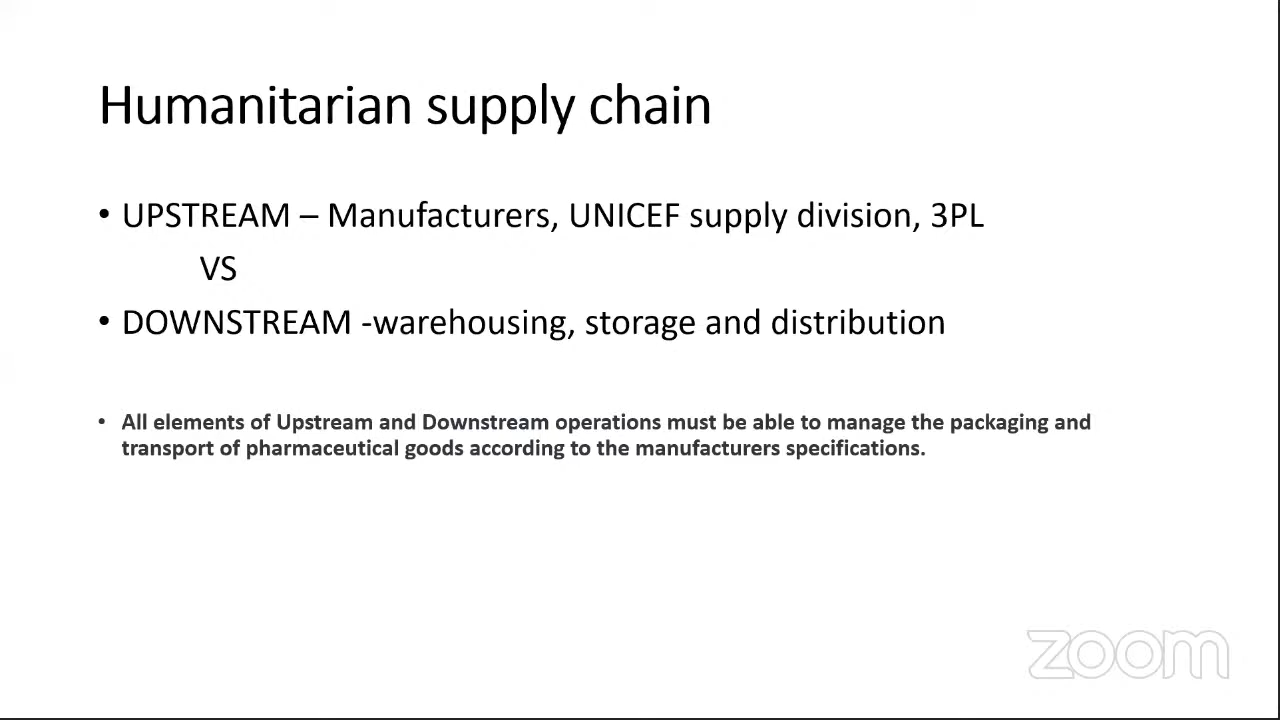 Humanitarian supply chain
• UPSTREAM – Manufacturers, UNICEF supply division, 3PL
VS
• DOWNSTREAM -warehousing, storage and distribution
• All elements of Upstream and Downstream operations must be able to manage the packaging and
transport of pharmaceutical goods according to the manufacturers specifications.
zoom